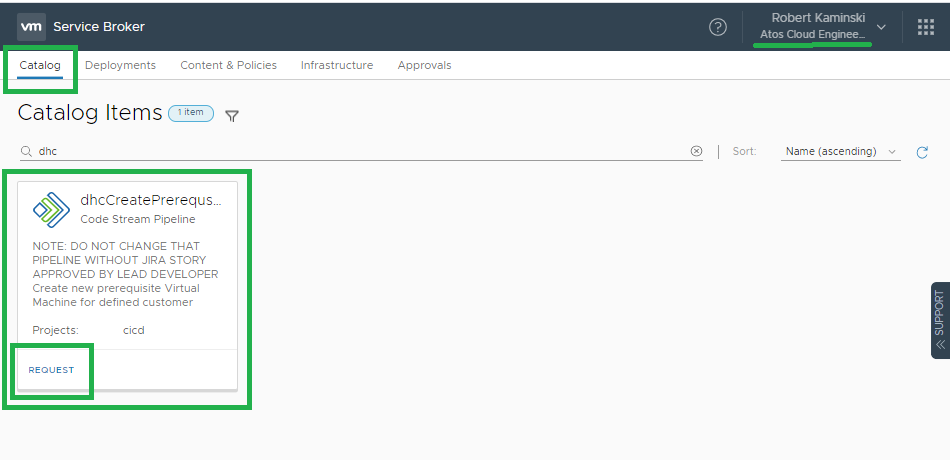 vm Service Broker
Robert Kaminski
Atos Cloud Enginee...
Catalog Deployments Content & Policies Infrastructure Approvals
Catalog Items 1 item
dhc
Sort: Name (ascending)
dhcCreatePrerequs...
Code Stream Pipeline
NOTE: DO NOT CHANGE THAT
PIPELINE WITHOUT JIRA STORY
APPROVED BY LEAD DEVELOPER
Create new prerequisite Virtual
Machine for defined customer
Projects: cicd
REQUEST
SUPPORT